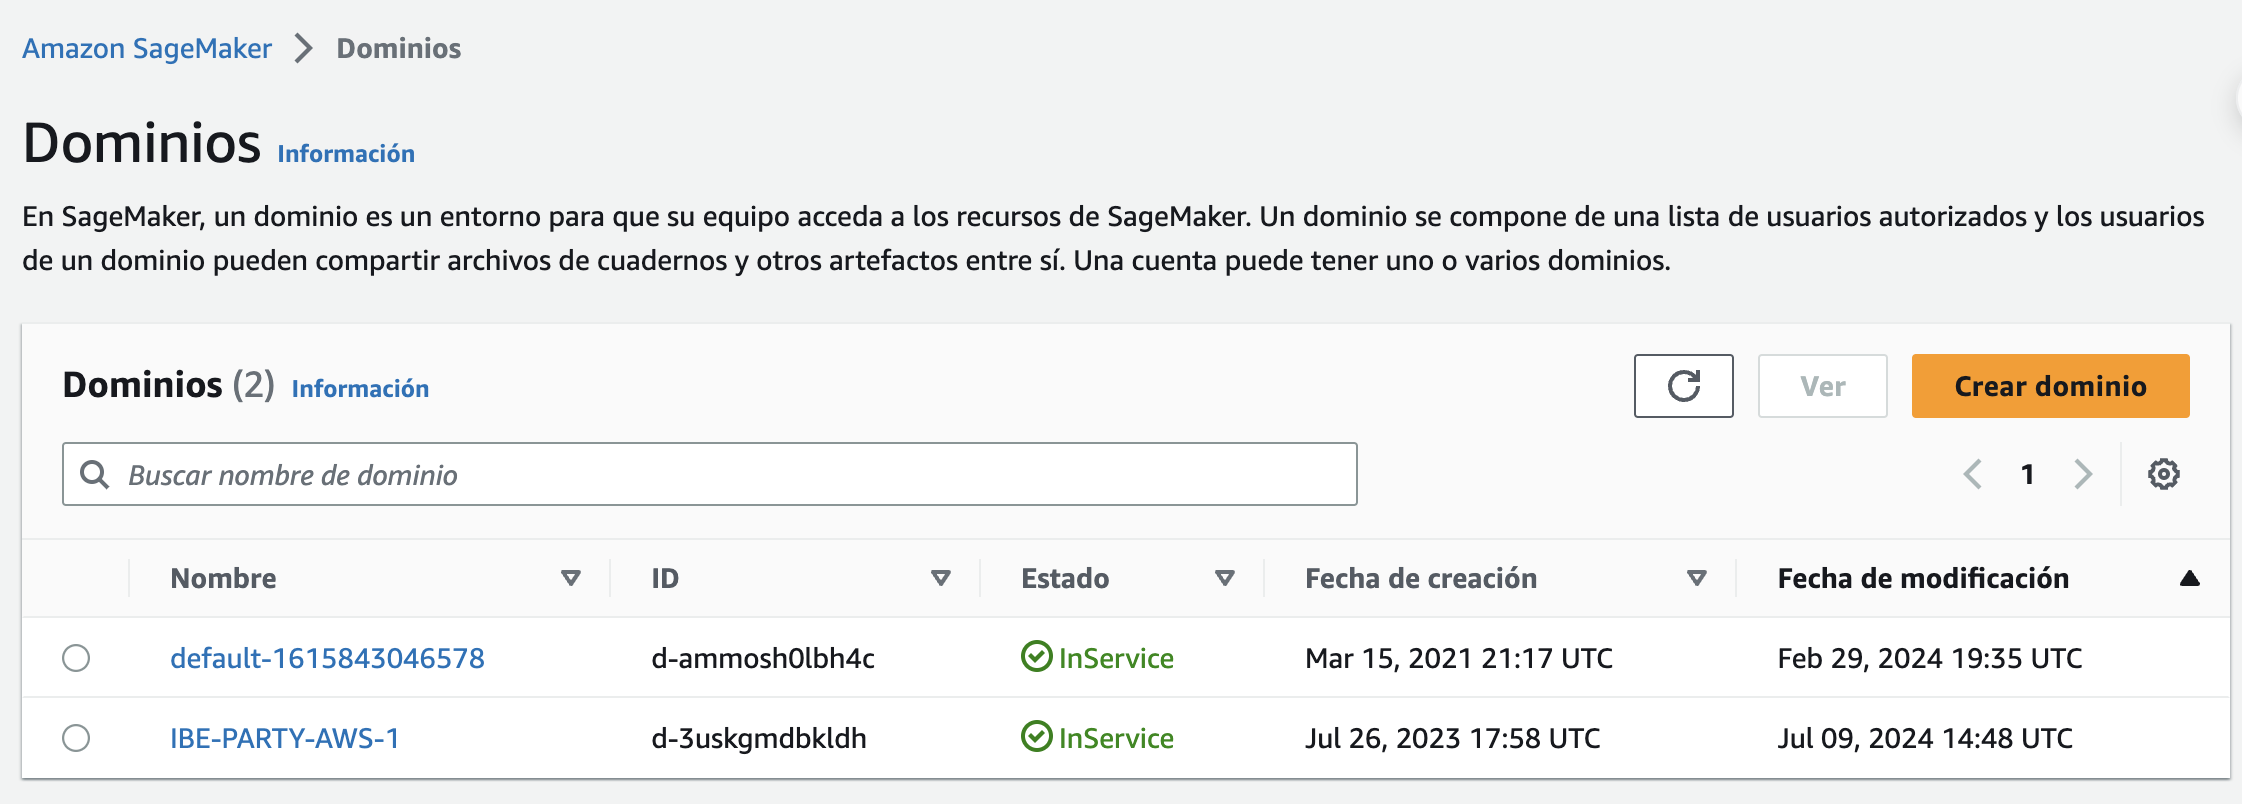 Amazon SageMaker > Dominios
Dominios Información
En SageMaker, un dominio es un entorno para que su equipo acceda a los recursos de SageMaker. Un dominio se compone de una lista de usuarios autorizados y los usuarios
de un dominio pueden compartir archivos de cuadernos y otros artefactos entre sí. Una cuenta puede tener uno o varios dominios.
Dominios (2) Información
Ver
Crear dominio
Buscar nombre de dominio
1
Nombre ID Estado Fecha de creación Fecha de modificación
default-1615843046578 d-ammosh0lbh4c InService Mar 15, 2021 21:17 UTC Feb 29, 2024 19:35 UTC
IBE-PARTY-AWS-1 d-3uskgmdbkldh InService Jul 26, 2023 17:58 UTC Jul 09, 2024 14:48 UTC